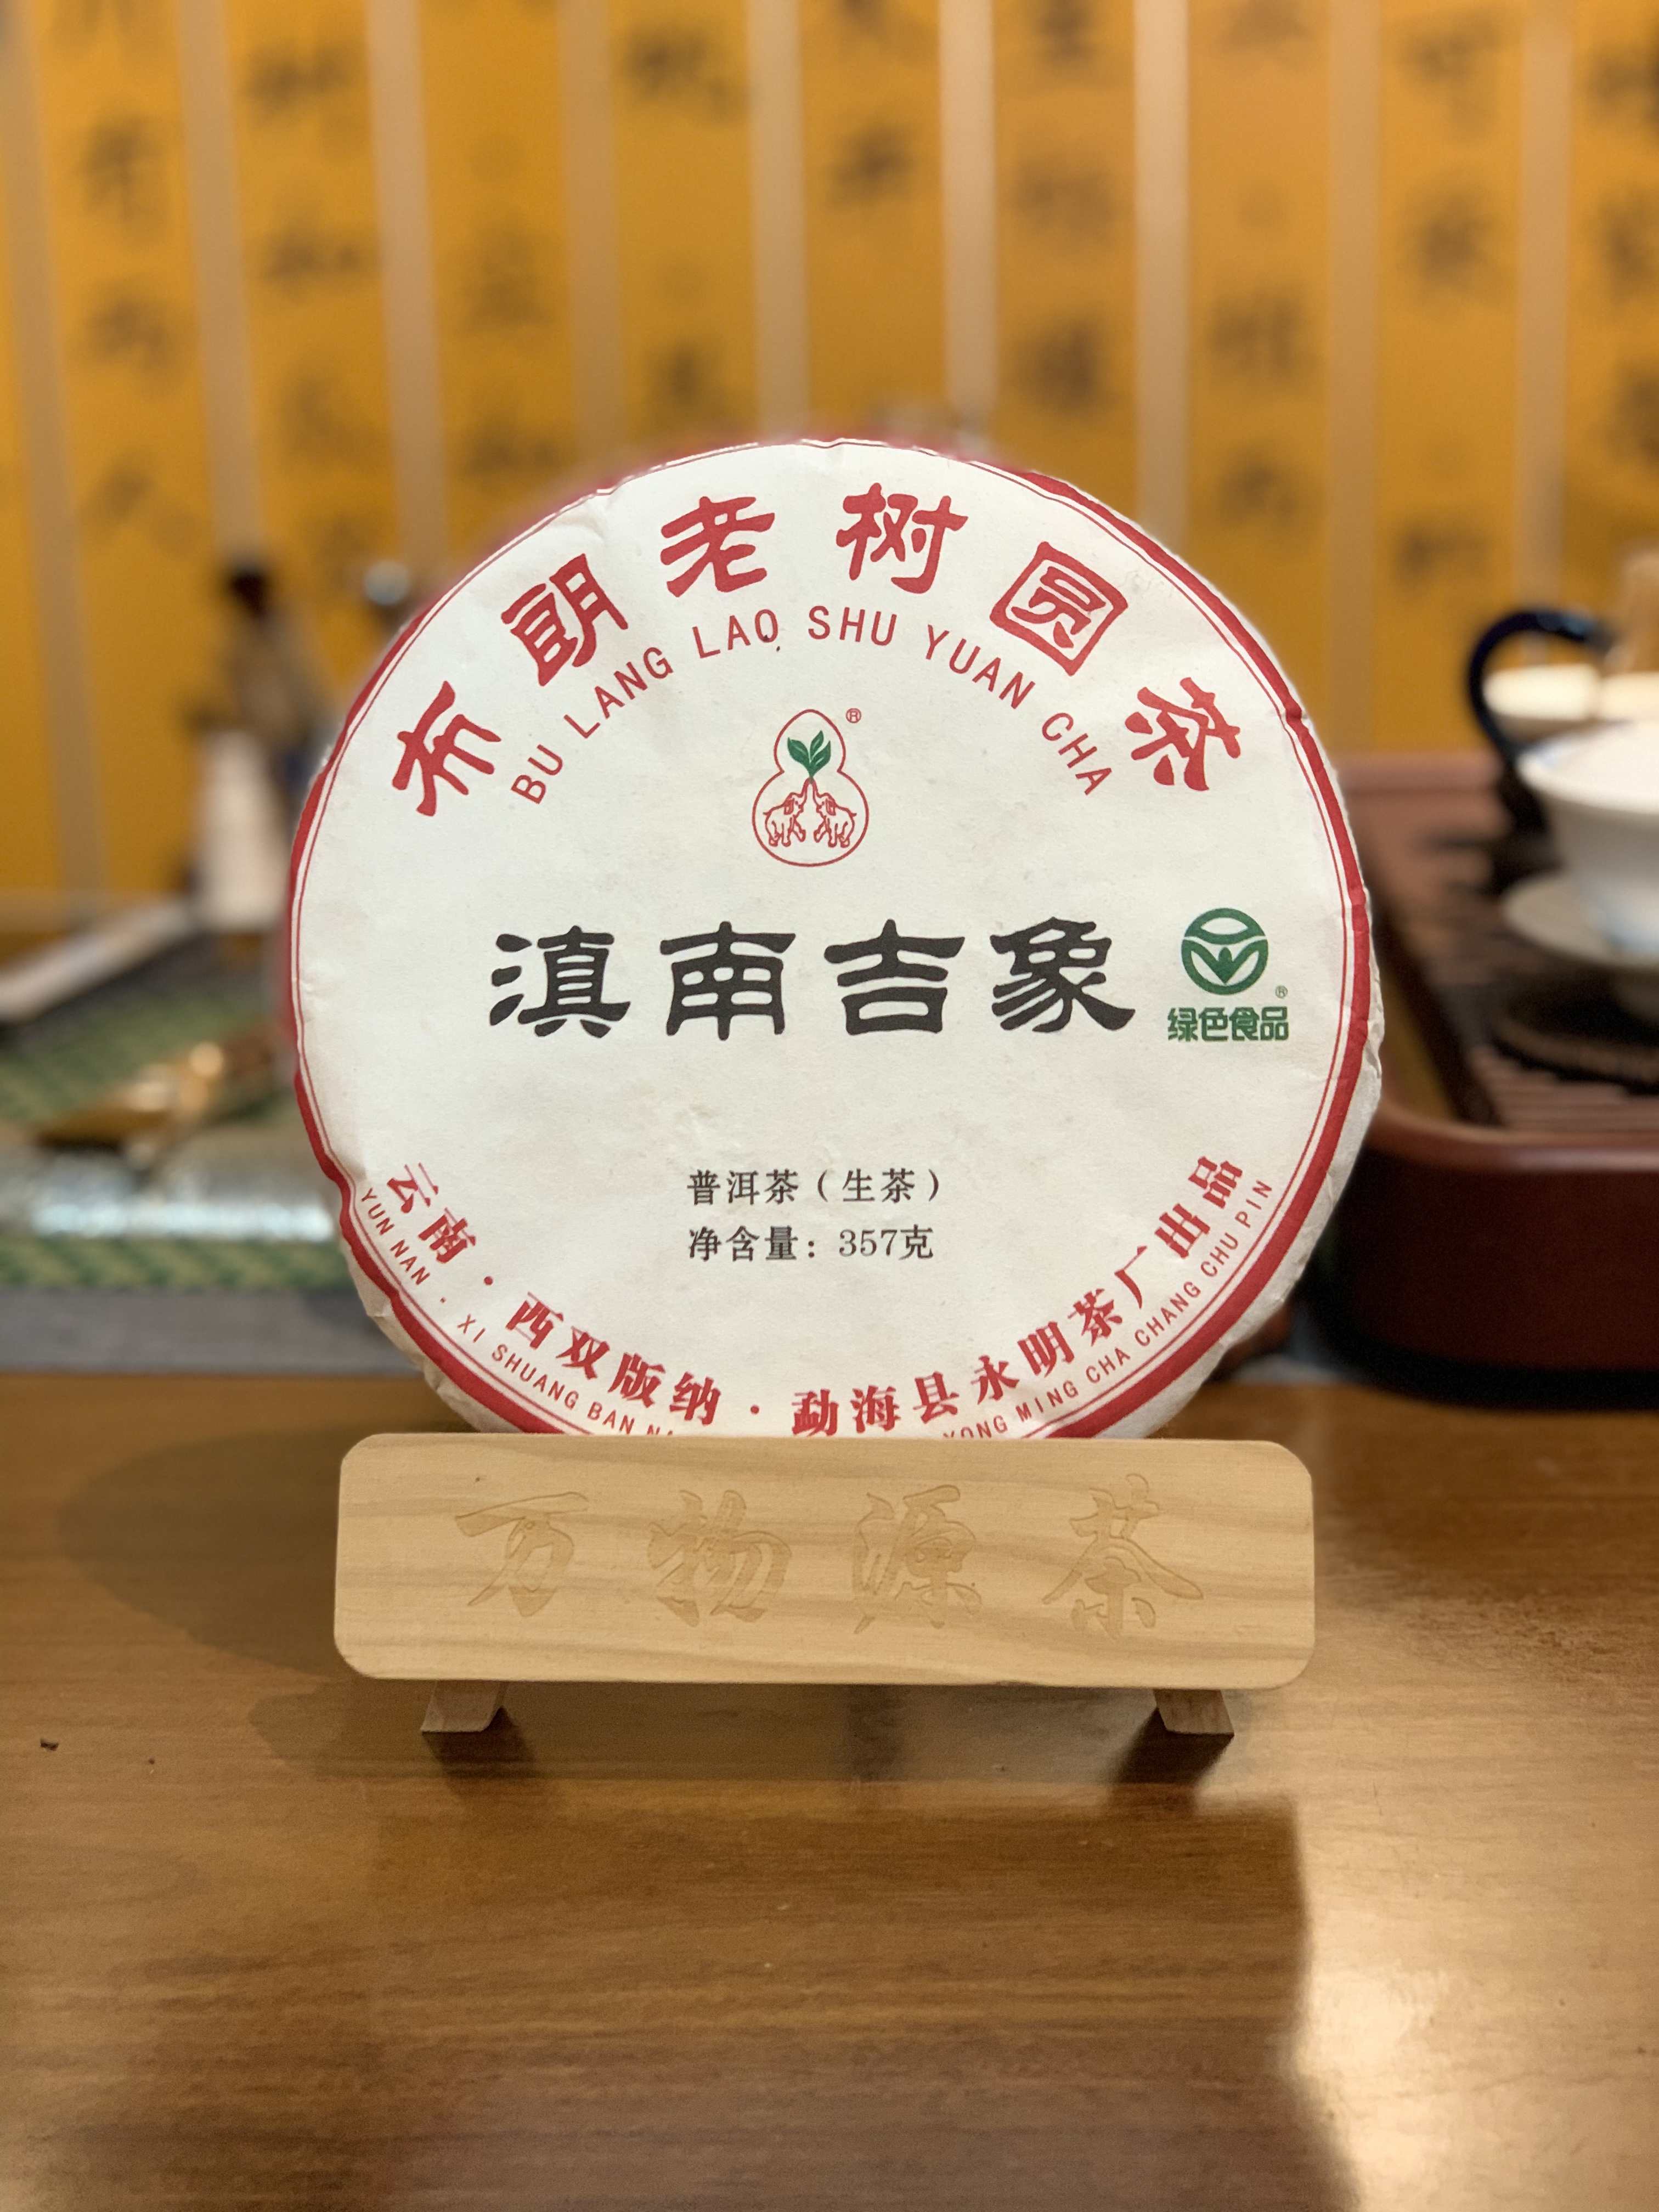 布朗老树圆茶
BU LANG LAO SHU YUAN CHA
®
滇南吉象
®
绿色食品
普洱茶（生茶）
净含量：357克
云南·西双版纳·勐海县永明茶厂出品
YUN NAN · XI SHUANG BAN YONG MING CHA CHANG CHU PIN
万物源茶